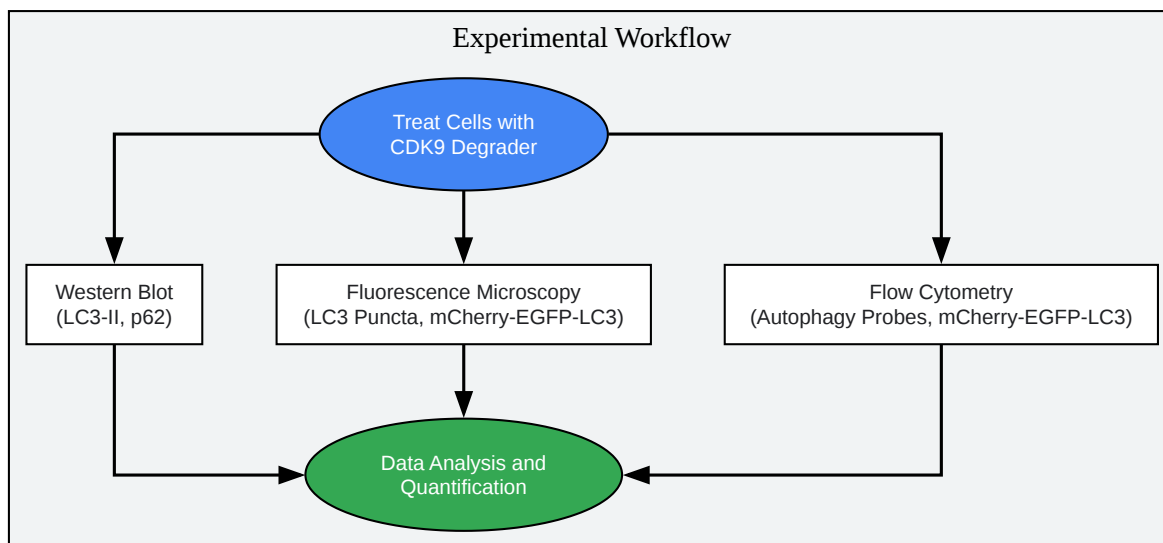 Experimental Workflow
Treat Cells with
CDK9 Degrader
Western Blot
(LC3-II, p62)
Fluorescence Microscopy
(LC3 Puncta, mCherry-EGFP-LC3)
Flow Cytometry
(Autophagy Probes, mCherry-EGFP-LC3)
Data Analysis and
Quantification